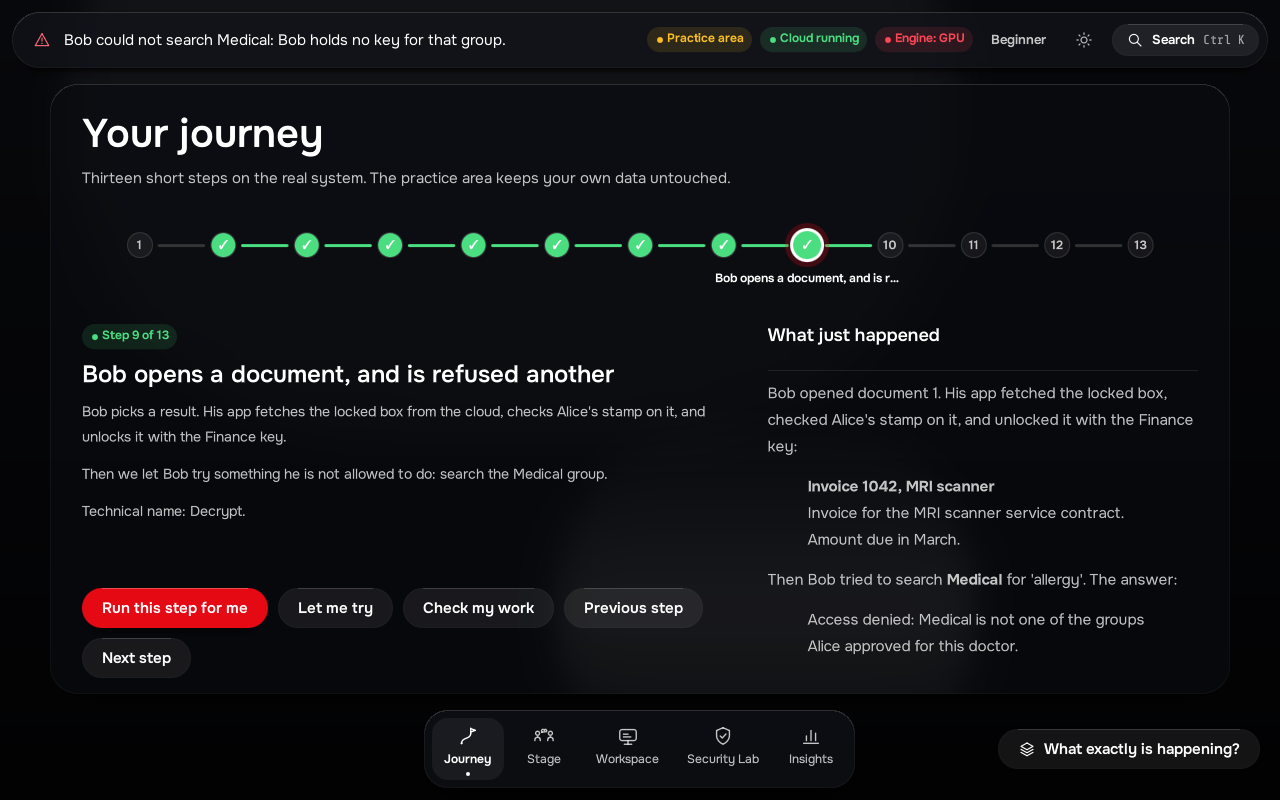 Bob could not search Medical: Bob holds no key for that group.
Practice area
Cloud running
Engine: GPU
Beginner
Search Ctrl K
Your journey
Thirteen short steps on the real system. The practice area keeps your own data untouched.
1
10
11
12
13
Bob opens a document, and is r...
Step 9 of 13
Bob opens a document, and is refused another
Bob picks a result. His app fetches the locked box from the cloud, checks Alice's stamp on it, and
unlocks it with the Finance key.
Then we let Bob try something he is not allowed to do: search the Medical group.
Technical name: Decrypt.
Run this step for me
Let me try
Check my work
Previous step
Next step
What just happened
Bob opened document 1. His app fetched the locked box,
checked Alice's stamp on it, and unlocked it with the Finance
key:
Invoice 1042, MRI scanner
Invoice for the MRI scanner service contract.
Amount due in March.
Then Bob tried to search Medical for 'allergy'. The answer:
Access denied: Medical is not one of the groups
Alice approved for this doctor.
Journey
Stage
Workspace
Security Lab
Insights
What exactly is happening?